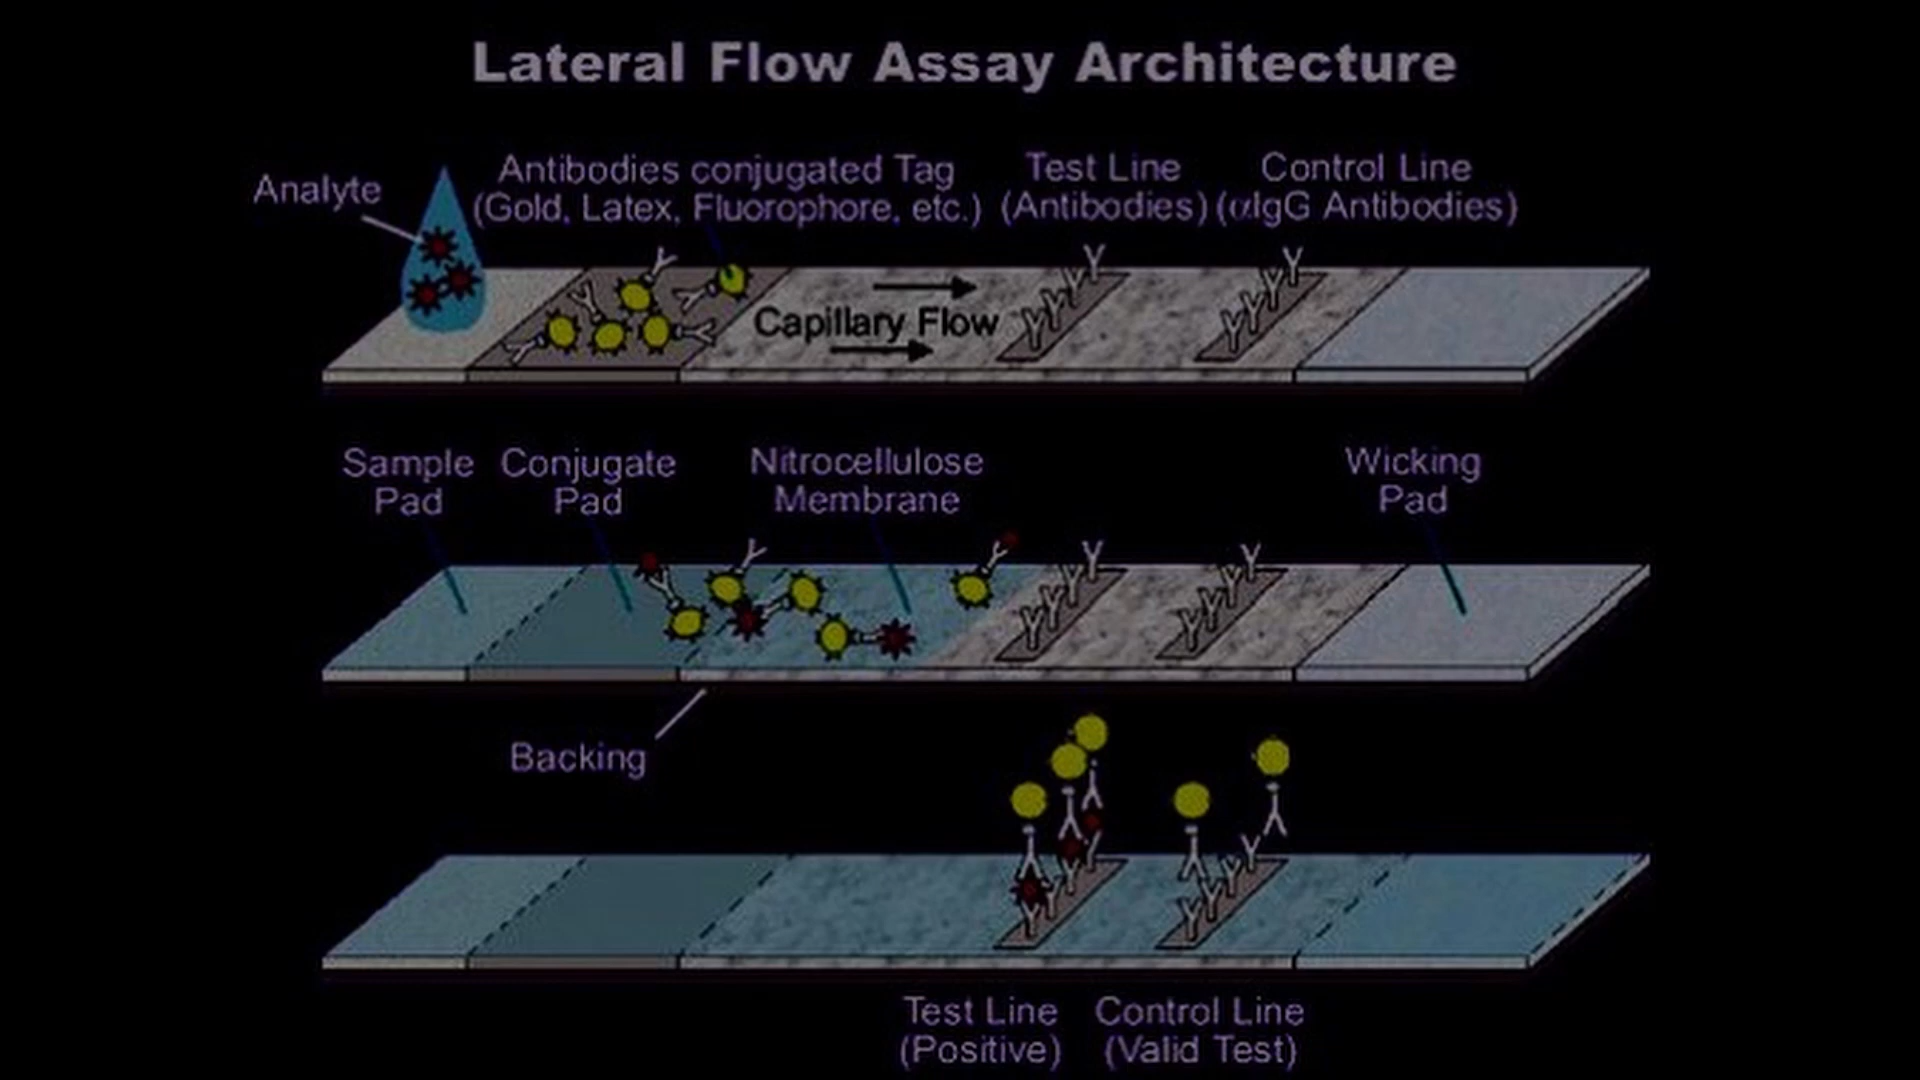 Lateral Flow Assay Architecture
Analyte
Antibodies conjugated Tag
(Gold, Latex, Fluorophore, etc.)
Test Line
(Antibodies)
Control Line
(αIgG Antibodies)
Capillary Flow
Sample
Pad
Conjugate
Pad
Nitrocellulose
Membrane
Wicking
Pad
Backing
Test Line
(Positive)
Control Line
(Valid Test)